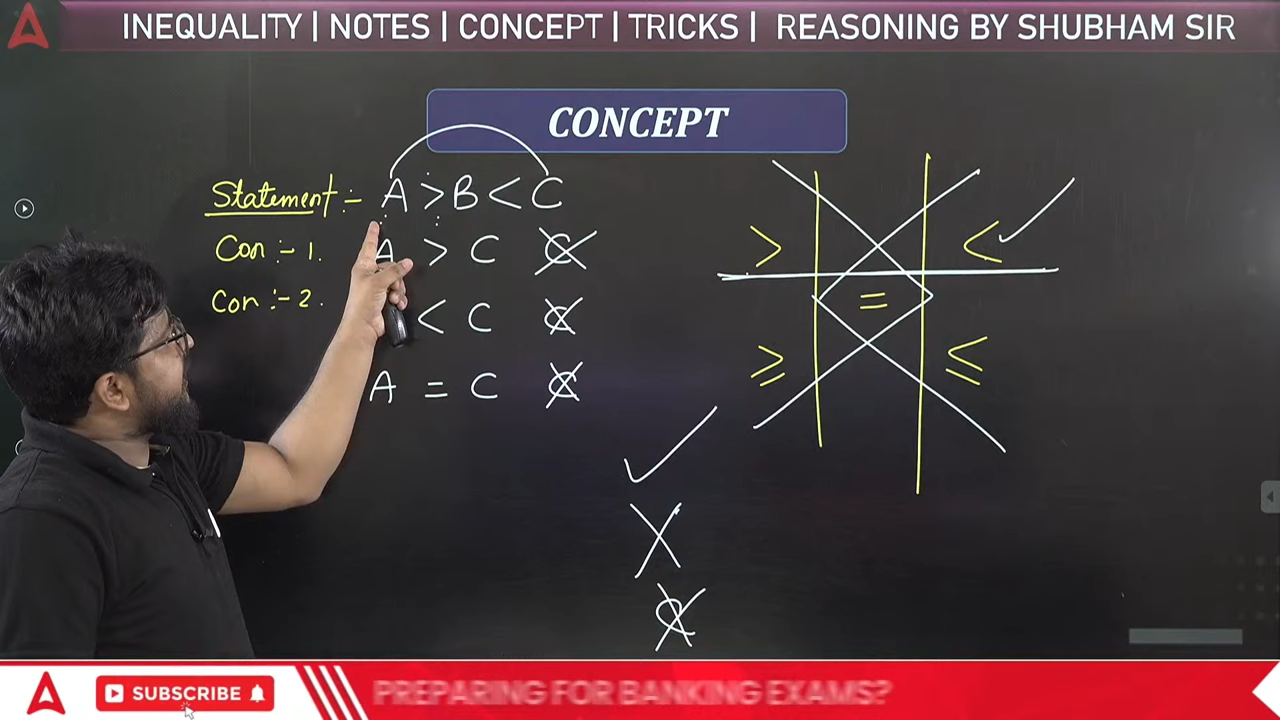 INEQUALITY | NOTES | CONCEPT | TRICKS | REASONING BY SHUBHAM SIR
CONCEPT
Statement :- A > B < C
Con :- 1. A > C
Con :- 2. < C
A = C
> <
=
≥ ≤
SUBSCRIBE
PREPARING FOR BANKING EXAMS?